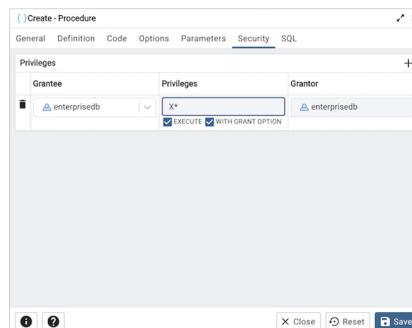 Create - Procedure
General Definition Code Options Parameters Security SQL
Privileges
Grantee Privileges Grantor
enterprisedb X* enterprisedb
EXECUTE WITH GRANT OPTION
Close Reset Save